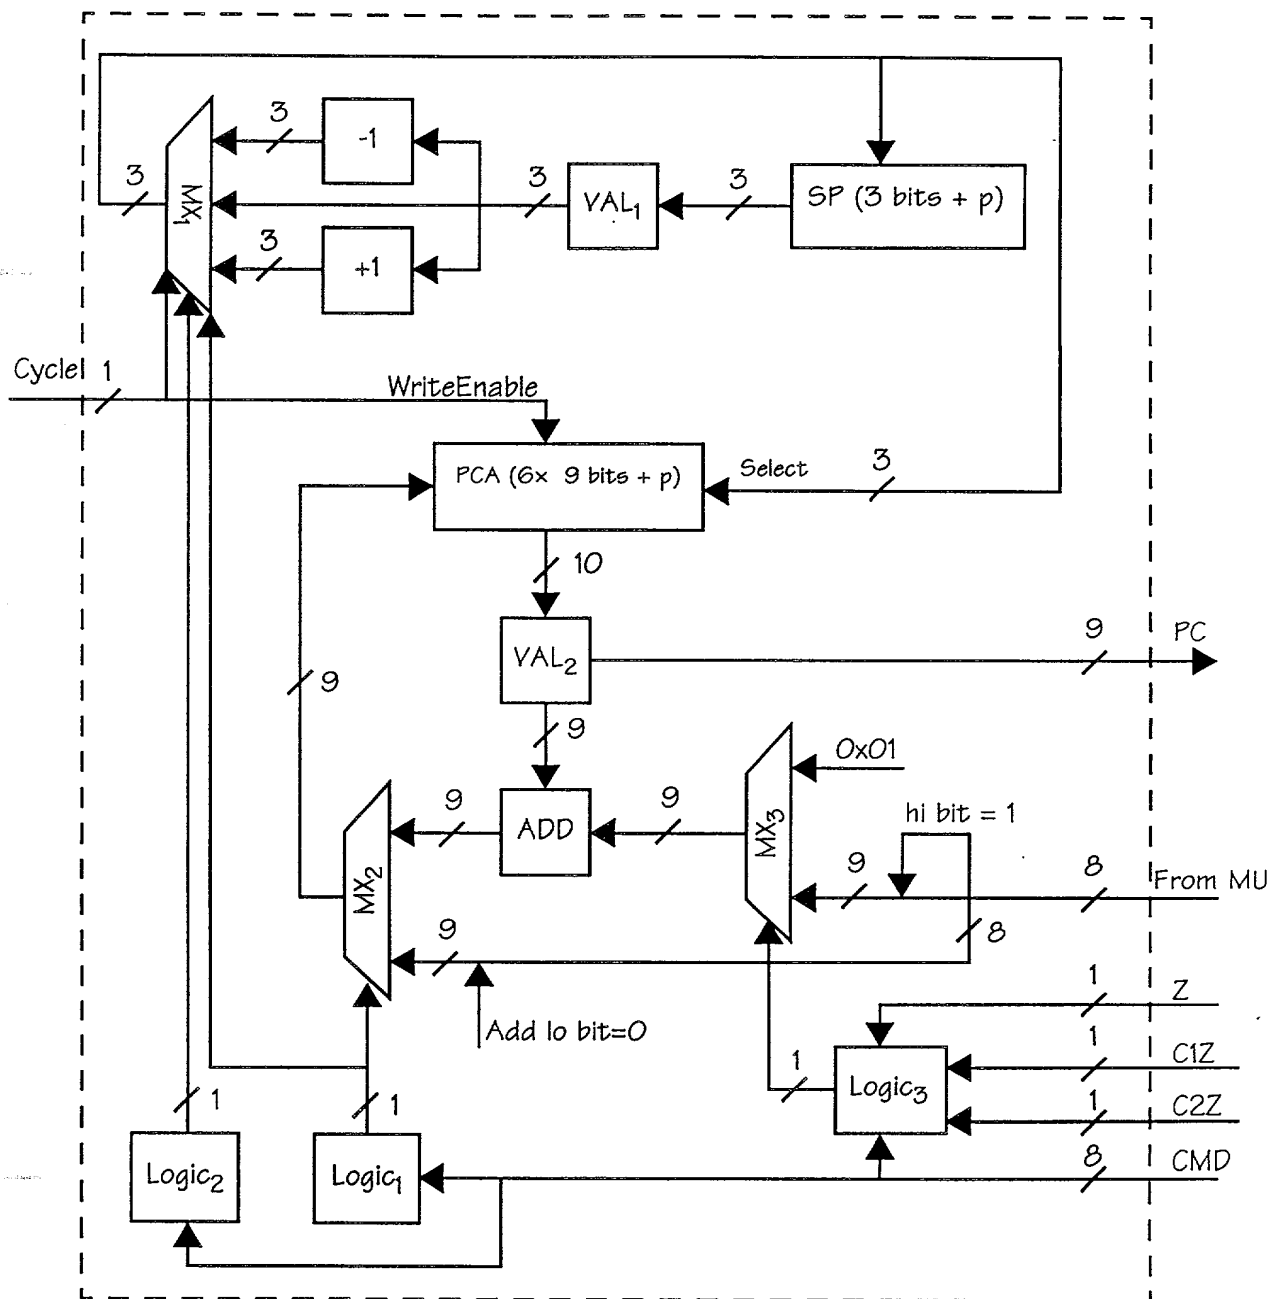 3
-1
3
3
3
SP (3 bits + p)
MX1
VAL1
3
+1
Cycle
1
WriteEnable
PCA (6x 9 bits + p)
Select
3
10
VAL2
9
PC
9
9
0x01
hi bit = 1
9
ADD
9
MX3
9
8
From MU
MX2
9
8
Add lo bit=0
1
Z
1
C1Z
1
Logic3
1
C2Z
1
1
Logic2
Logic1
8
CMD